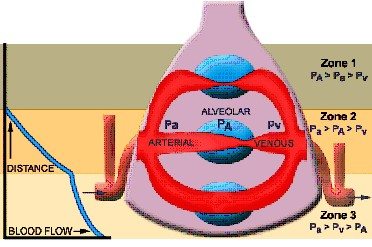 Zone 1
PA > Pa > PV
ALVEOLAR
Pa
PA
Pv
Zone 2
Pa > PA > PV
ARTERIAL
VENOUS
DISTANCE
BLOOD FLOW
Zone 3
Pa > PV > PA